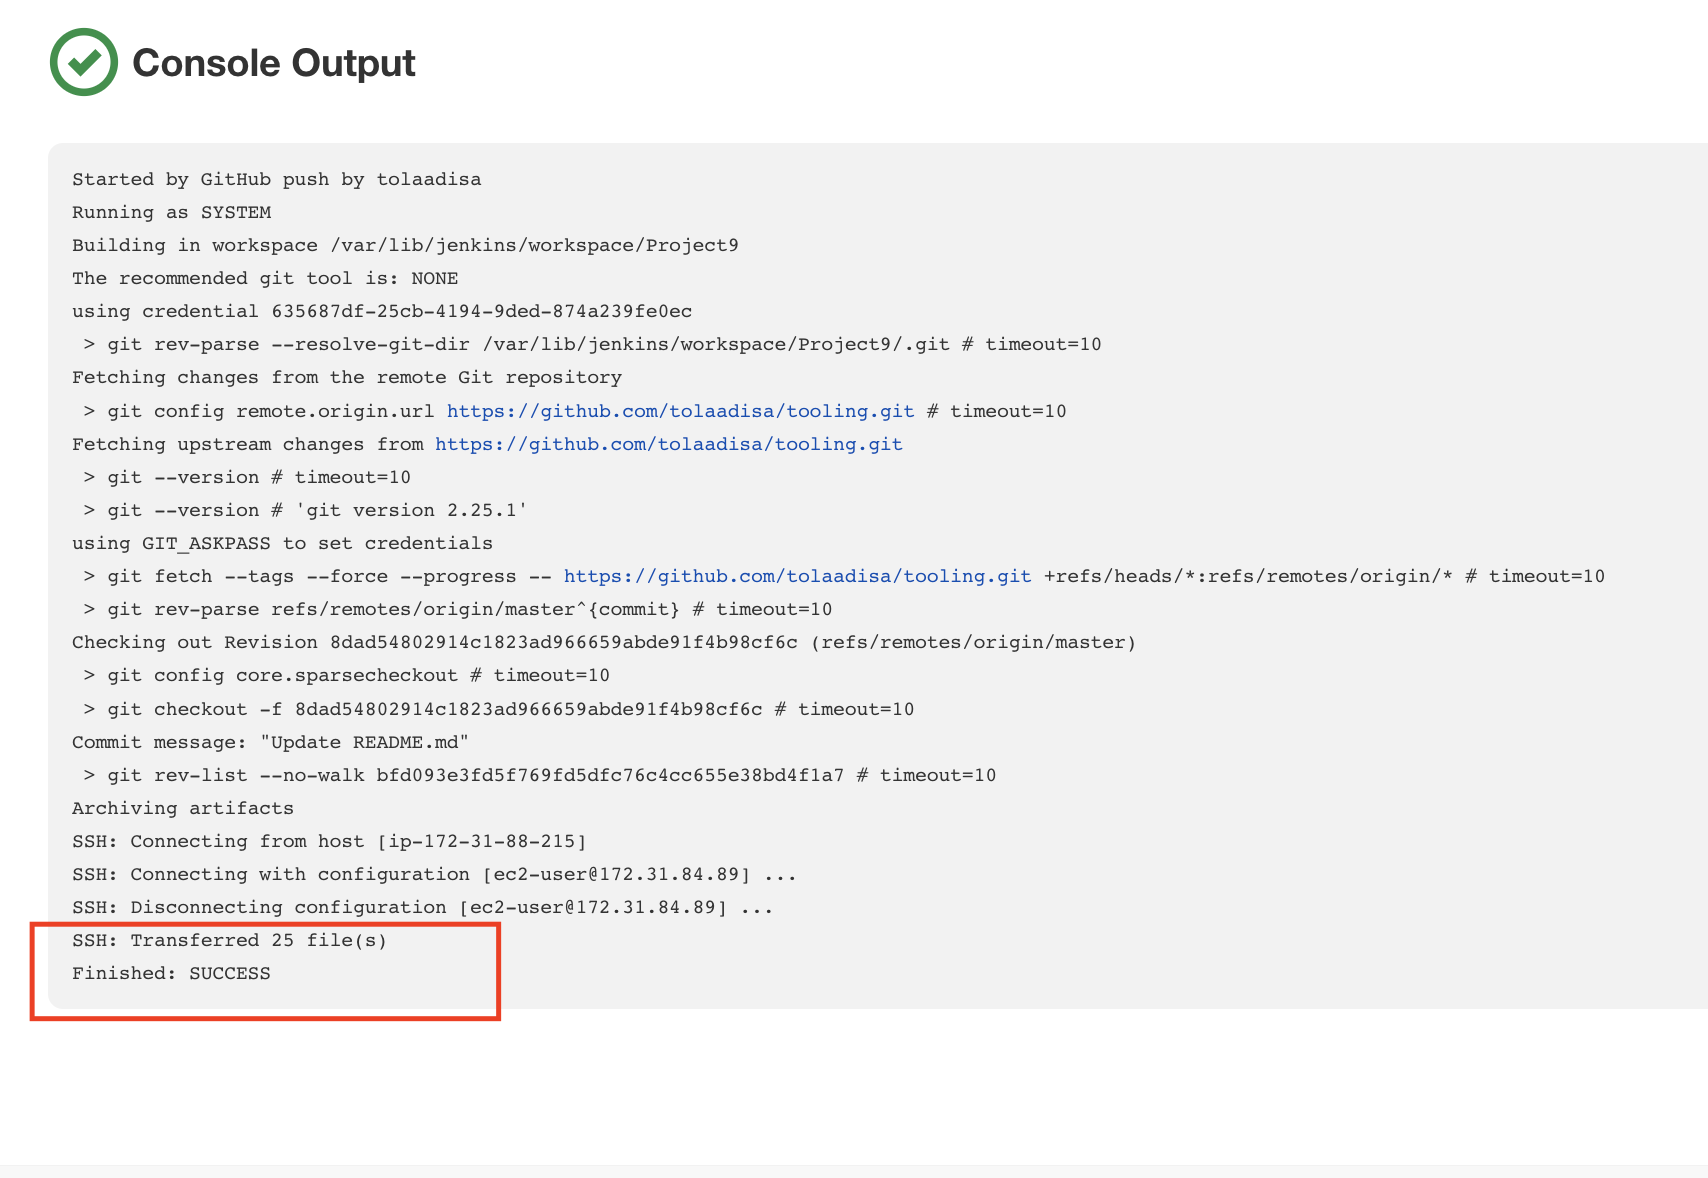 Console Output
Started by GitHub push by tolaadisa
Running as SYSTEM
Building in workspace /var/lib/jenkins/workspace/Project9
The recommended git tool is: NONE
using credential 635687df-25cb-4194-9ded-874a239fe0ec
 > git rev-parse --resolve-git-dir /var/lib/jenkins/workspace/Project9/.git # timeout=10
Fetching changes from the remote Git repository
 > git config remote.origin.url https://github.com/tolaadisa/tooling.git # timeout=10
Fetching upstream changes from https://github.com/tolaadisa/tooling.git
 > git --version # timeout=10
 > git --version # 'git version 2.25.1'
using GIT_ASKPASS to set credentials
 > git fetch --tags --force --progress -- https://github.com/tolaadisa/tooling.git +refs/heads/*:refs/remotes/origin/* # timeout=10
 > git rev-parse refs/remotes/origin/master^{commit} # timeout=10
Checking out Revision 8dad54802914c1823ad966659abde91f4b98cf6c (refs/remotes/origin/master)
 > git config core.sparsecheckout # timeout=10
 > git checkout -f 8dad54802914c1823ad966659abde91f4b98cf6c # timeout=10
Commit message: "Update README.md"
 > git rev-list --no-walk bfd093e3fd5f769fd5dfc76c4cc655e38bd4f1a7 # timeout=10
Archiving artifacts
SSH: Connecting from host [ip-172-31-88-215]
SSH: Connecting with configuration [ec2-user@172.31.84.89] ...
SSH: Disconnecting configuration [ec2-user@172.31.84.89] ...
SSH: Transferred 25 file(s)
Finished: SUCCESS